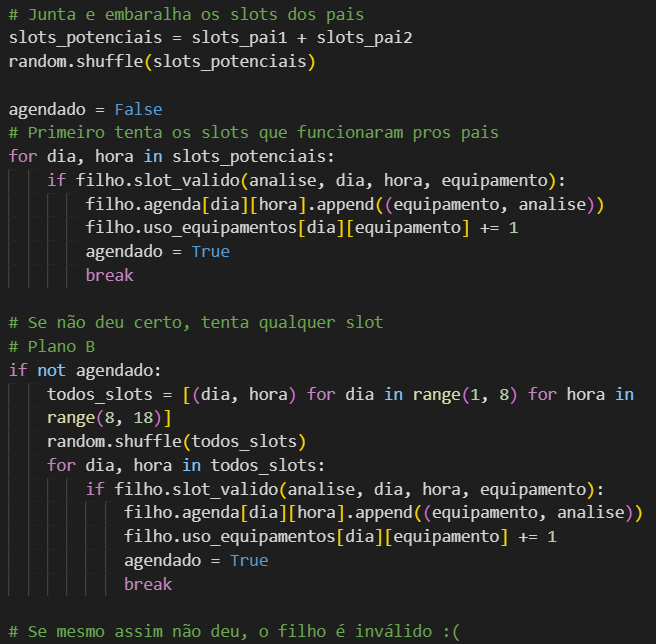 # Junta e embaralha os slots dos pais
slots_potenciais = slots_pai1 + slots_pai2
random.shuffle(slots_potenciais)

agendado = False
# Primeiro tenta os slots que funcionaram pros pais
for dia, hora in slots_potenciais:
    if filho.slot_valido(analise, dia, hora, equipamento):
        filho.agenda[dia][hora].append((equipamento, analise))
        filho.uso_equipamentos[dia][equipamento] += 1
        agendado = True
        break

# Se não deu certo, tenta qualquer slot
# Plano B
if not agendado:
    todos_slots = [(dia, hora) for dia in range(1, 8) for hora in
    range(8, 18)]
    random.shuffle(todos_slots)
    for dia, hora in todos_slots:
        if filho.slot_valido(analise, dia, hora, equipamento):
            filho.agenda[dia][hora].append((equipamento, analise))
            filho.uso_equipamentos[dia][equipamento] += 1
            agendado = True
            break

# Se mesmo assim não deu, o filho é inválido :(